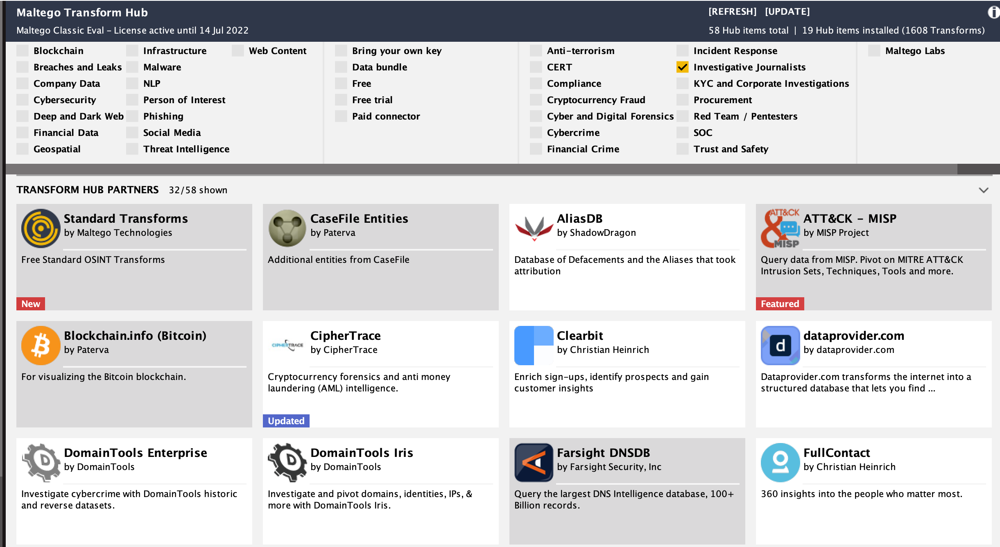 Maltego Transform Hub
[REFRESH] [UPDATE]
Maltego Classic Eval – License active until 14 Jul 2022
58 Hub items total | 19 Hub items installed (1608 Transforms)
Blockchain
Breaches and Leaks
Company Data
Cybersecurity
Deep and Dark Web
Financial Data
Geospatial
Infrastructure
Malware
NLP
Person of Interest
Phishing
Social Media
Threat Intelligence
Web Content
Bring your own key
Data bundle
Free
Free trial
Paid connector
Anti-terrorism
CERT
Compliance
Cryptocurrency Fraud
Cyber and Digital Forensics
Cybercrime
Financial Crime
Incident Response
Investigative Journalists
KYC and Corporate Investigations
Procurement
Red Team / Pentesters
SOC
Trust and Safety
Maltego Labs
TRANSFORM HUB PARTNERS 32/58 shown
Standard Transforms
by Maltego Technologies
Free Standard OSINT Transforms
New
CaseFile Entities
by Paterva
Additional entities from CaseFile
AliasDB
by ShadowDragon
Database of Defacements and the Aliases that took
attribution
ATT&CK
&
MISP
ATT&CK – MISP
by MISP Project
Query data from MISP. Pivot on MITRE ATT&CK
Intrusion Sets, Techniques, Tools and more.
Featured
Blockchain.info (Bitcoin)
by Paterva
For visualizing the Bitcoin blockchain.
CIPHERTRACE
CipherTrace
by CipherTrace
Cryptocurrency forensics and anti money
laundering (AML) intelligence.
Updated
Clearbit
by Christian Heinrich
Enrich sign-ups, identify prospects and gain
customer insights
d
dataprovider.com
by dataprovider.com
Dataprovider.com transforms the internet into a
structured database that lets you find ...
D
DomainTools Enterprise
by DomainTools
Investigate cybercrime with DomainTools historic
and reverse datasets.
D
DomainTools Iris
by DomainTools
Investigate and pivot domains, identities, IPs, &
more with DomainTools Iris.
Farsight DNSDB
by Farsight Security, Inc
Query the largest DNS Intelligence database, 100+
Billion records.
FullContact
by Christian Heinrich
360 insights into the people who matter most.